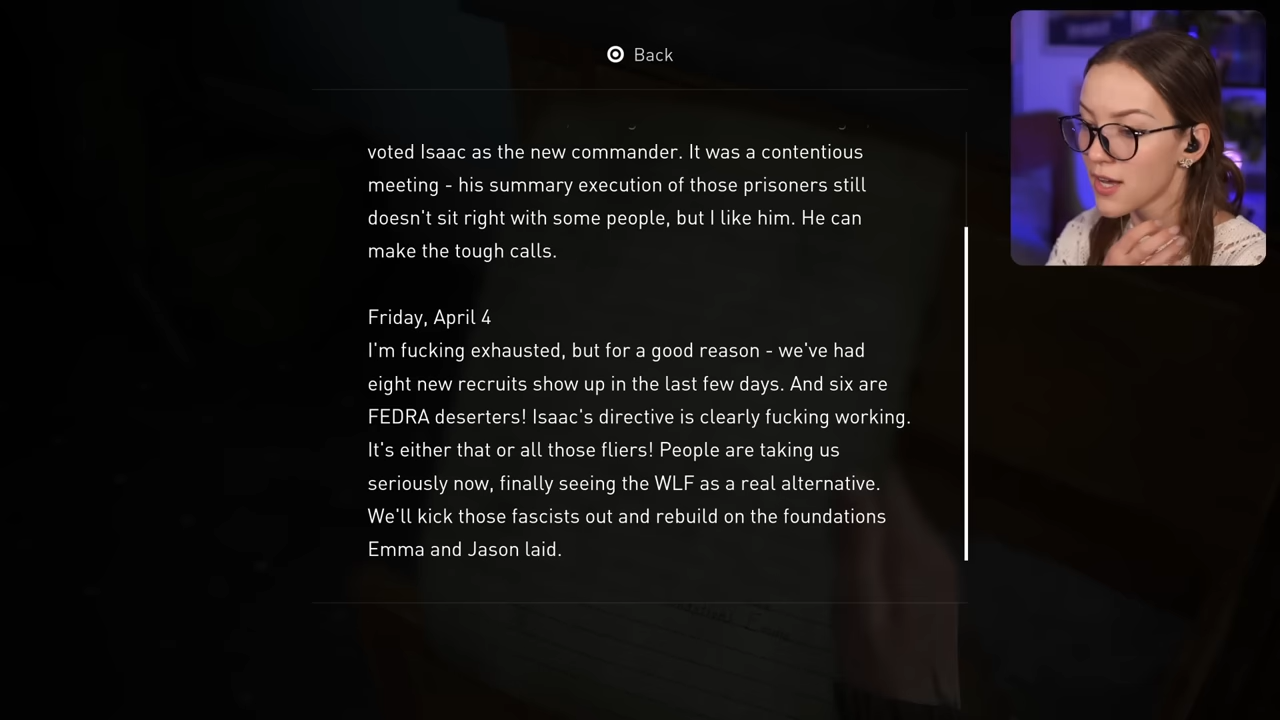 Back
voted Isaac as the new commander. It was a contentious
meeting - his summary execution of those prisoners still
doesn't sit right with some people, but I like him. He can
make the tough calls.
Friday, April 4
I'm fucking exhausted, but for a good reason - we've had
eight new recruits show up in the last few days. And six are
FEDRA deserters! Isaac's directive is clearly fucking working.
It's either that or all those fliers! People are taking us
seriously now, finally seeing the WLF as a real alternative.
We'll kick those fascists out and rebuild on the foundations
Emma and Jason laid.